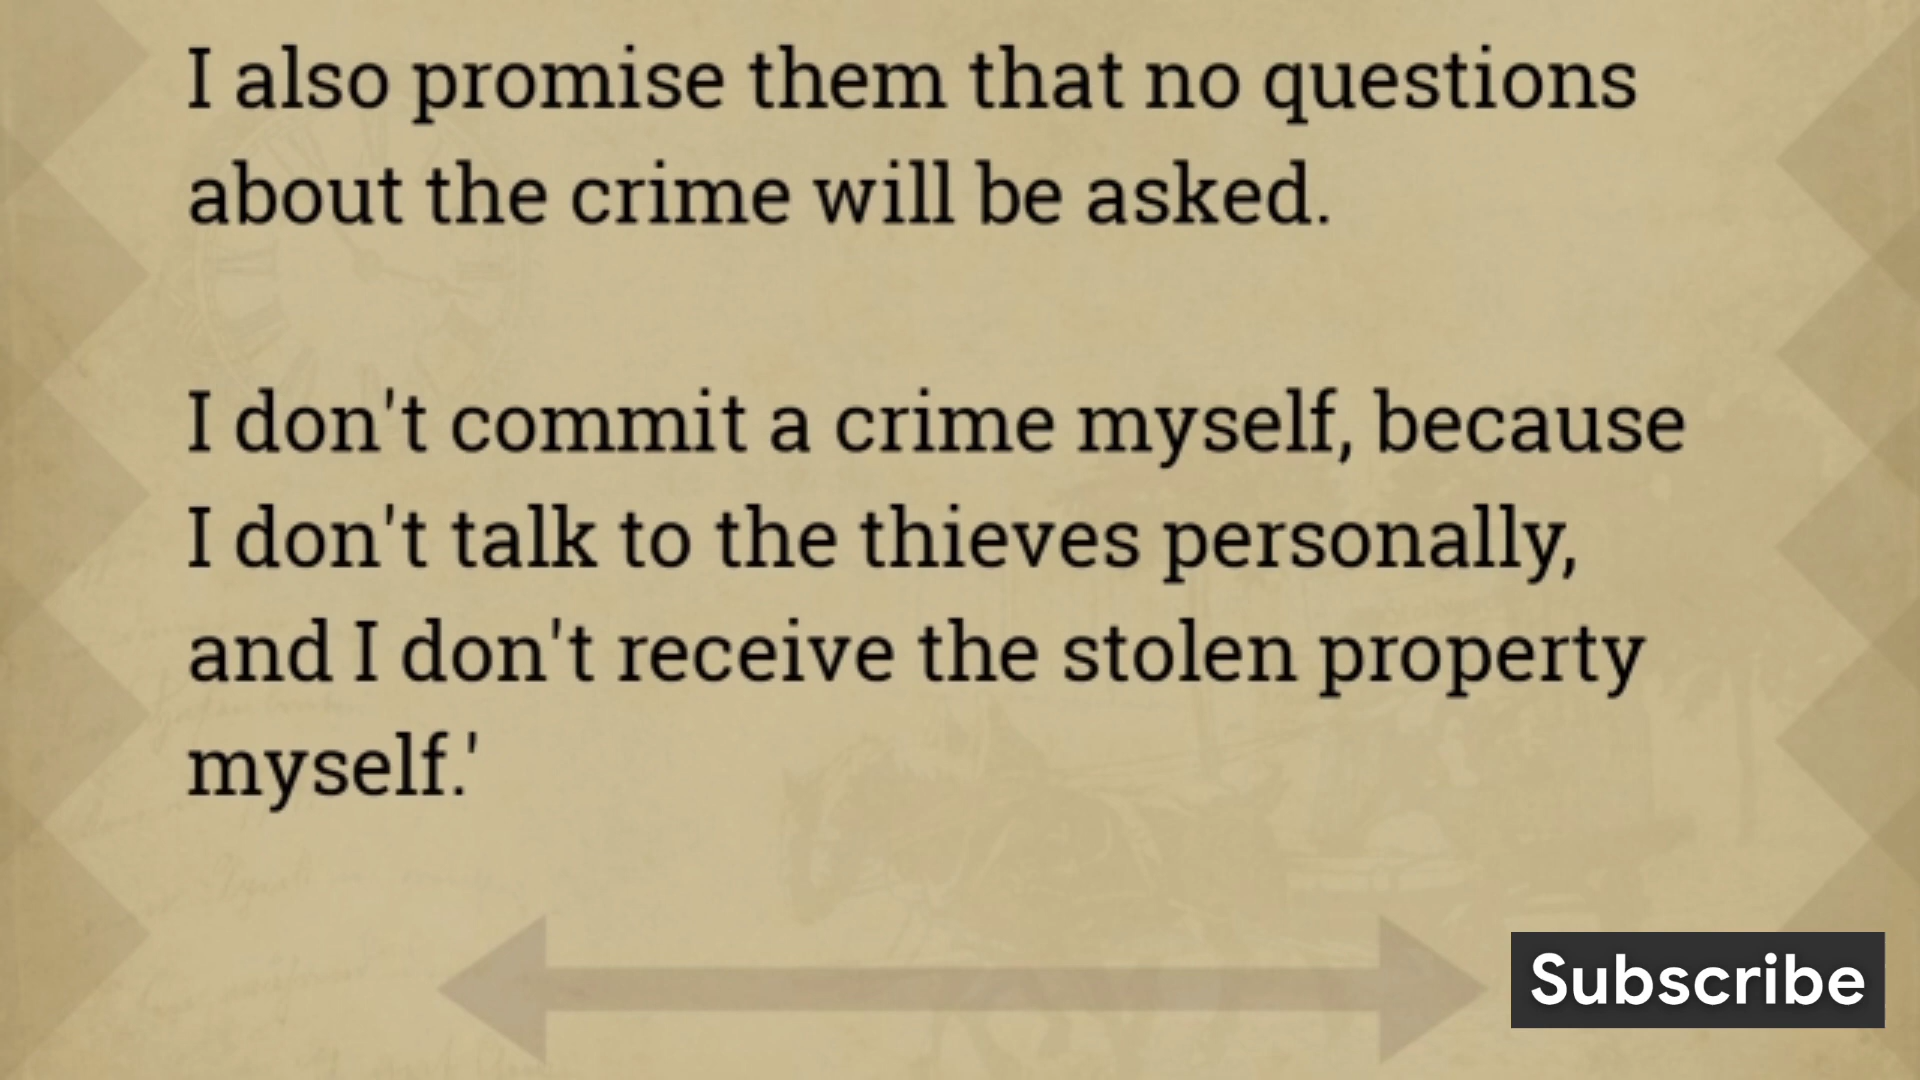 I also promise them that no questions
about the crime will be asked.
I don't commit a crime myself, because
I don't talk to the thieves personally,
and I don't receive the stolen property
myself.'
Subscribe